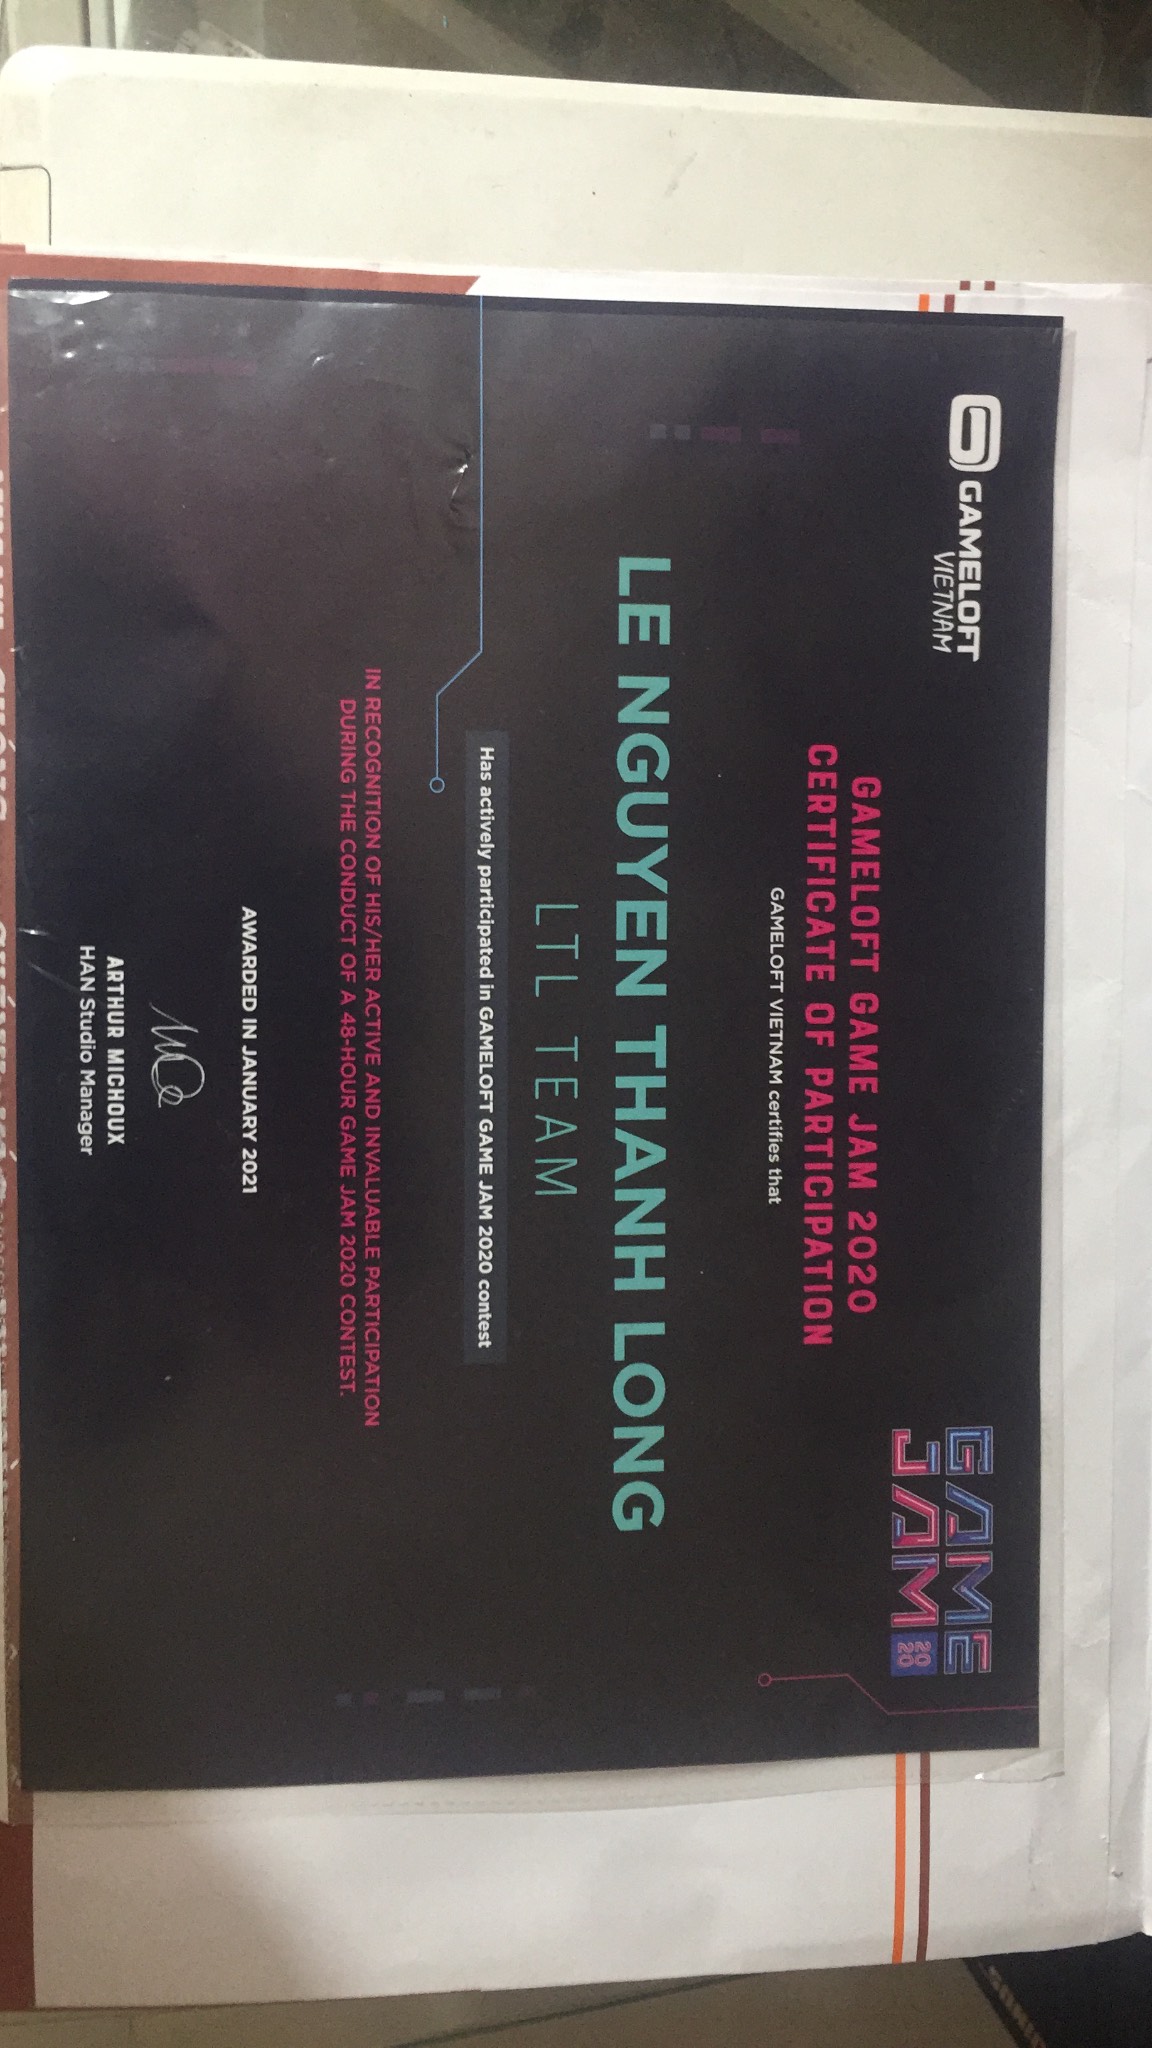 GAMELOFT
VIETNAM
GAME
JAM
20
20
GAMELOFT GAME JAM 2020
CERTIFICATE OF PARTICIPATION
GAMELOFT VIETNAM certifies that
LE NGUYEN THANH LONG
LTL TEAM
Has actively participated in GAMELOFT GAME JAM 2020 contest
IN RECOGNITION OF HIS/HER ACTIVE AND INVALUABLE PARTICIPATION
DURING THE CONDUCT OF A 48-HOUR GAME JAM 2020 CONTEST.
AWARDED IN JANUARY 2021
ARTHUR MICHOUX
HAN Studio Manager